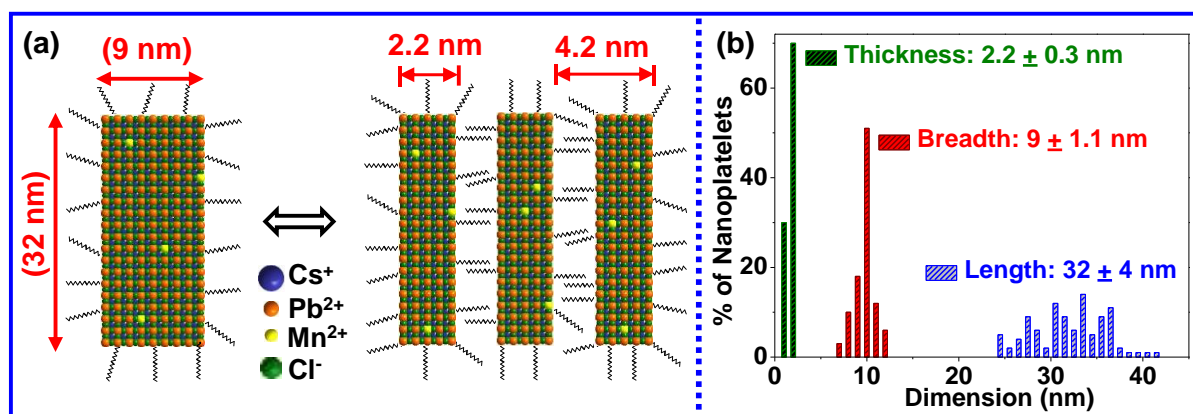 (a)
(9 nm)
2.2 nm
4.2 nm
(32 nm)
Cs⁺
Pb²⁺
Mn²⁺
Cl⁻
(b)
Thickness: 2.2 ± 0.3 nm
Breadth: 9 ± 1.1 nm
Length: 32 ± 4 nm
% of Nanoplatelets
60
40
20
0
0
10
20
30
40
Dimension (nm)